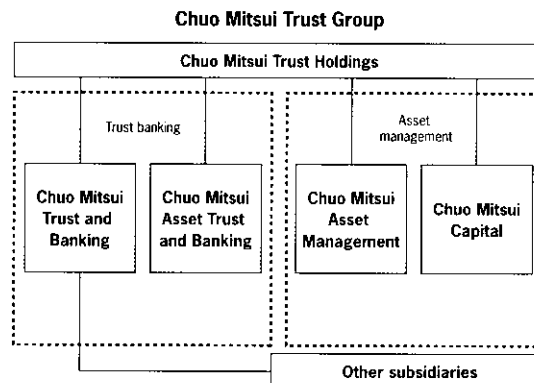 Chuo Mitsui Trust Group
Chuo Mitsui Trust Holdings
Trust banking
Asset
management
Chuo Mitsui
Trust and
Banking
Chuo Mitsui
Asset Trust
and Banking
Chuo Mitsui
Asset
Management
Chuo Mitsui
Capital
Other subsidiaries